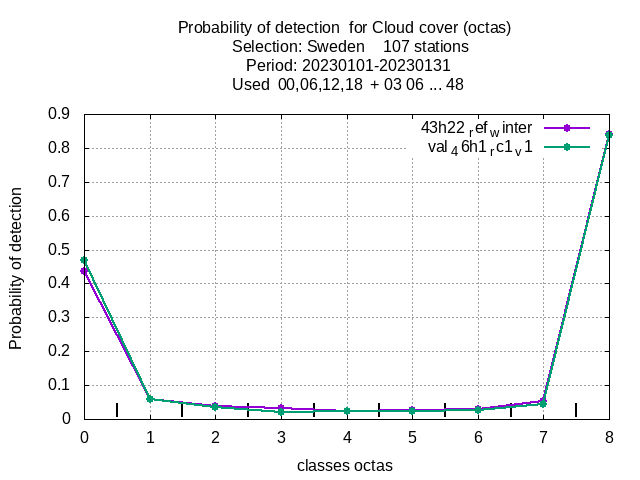 Probability of detection  for Cloud cover (octas)
Selection: Sweden    107 stations
Period: 20230101-20230131
Used  00,06,12,18  + 03 06 ... 48
43h22_ref_winter
val_46h1_rc1_v1
0.9
0.8
0.7
0.6
0.5
0.4
0.3
0.2
0.1
0
Probability of detection
0 1 2 3 4 5 6 7 8
classes octas